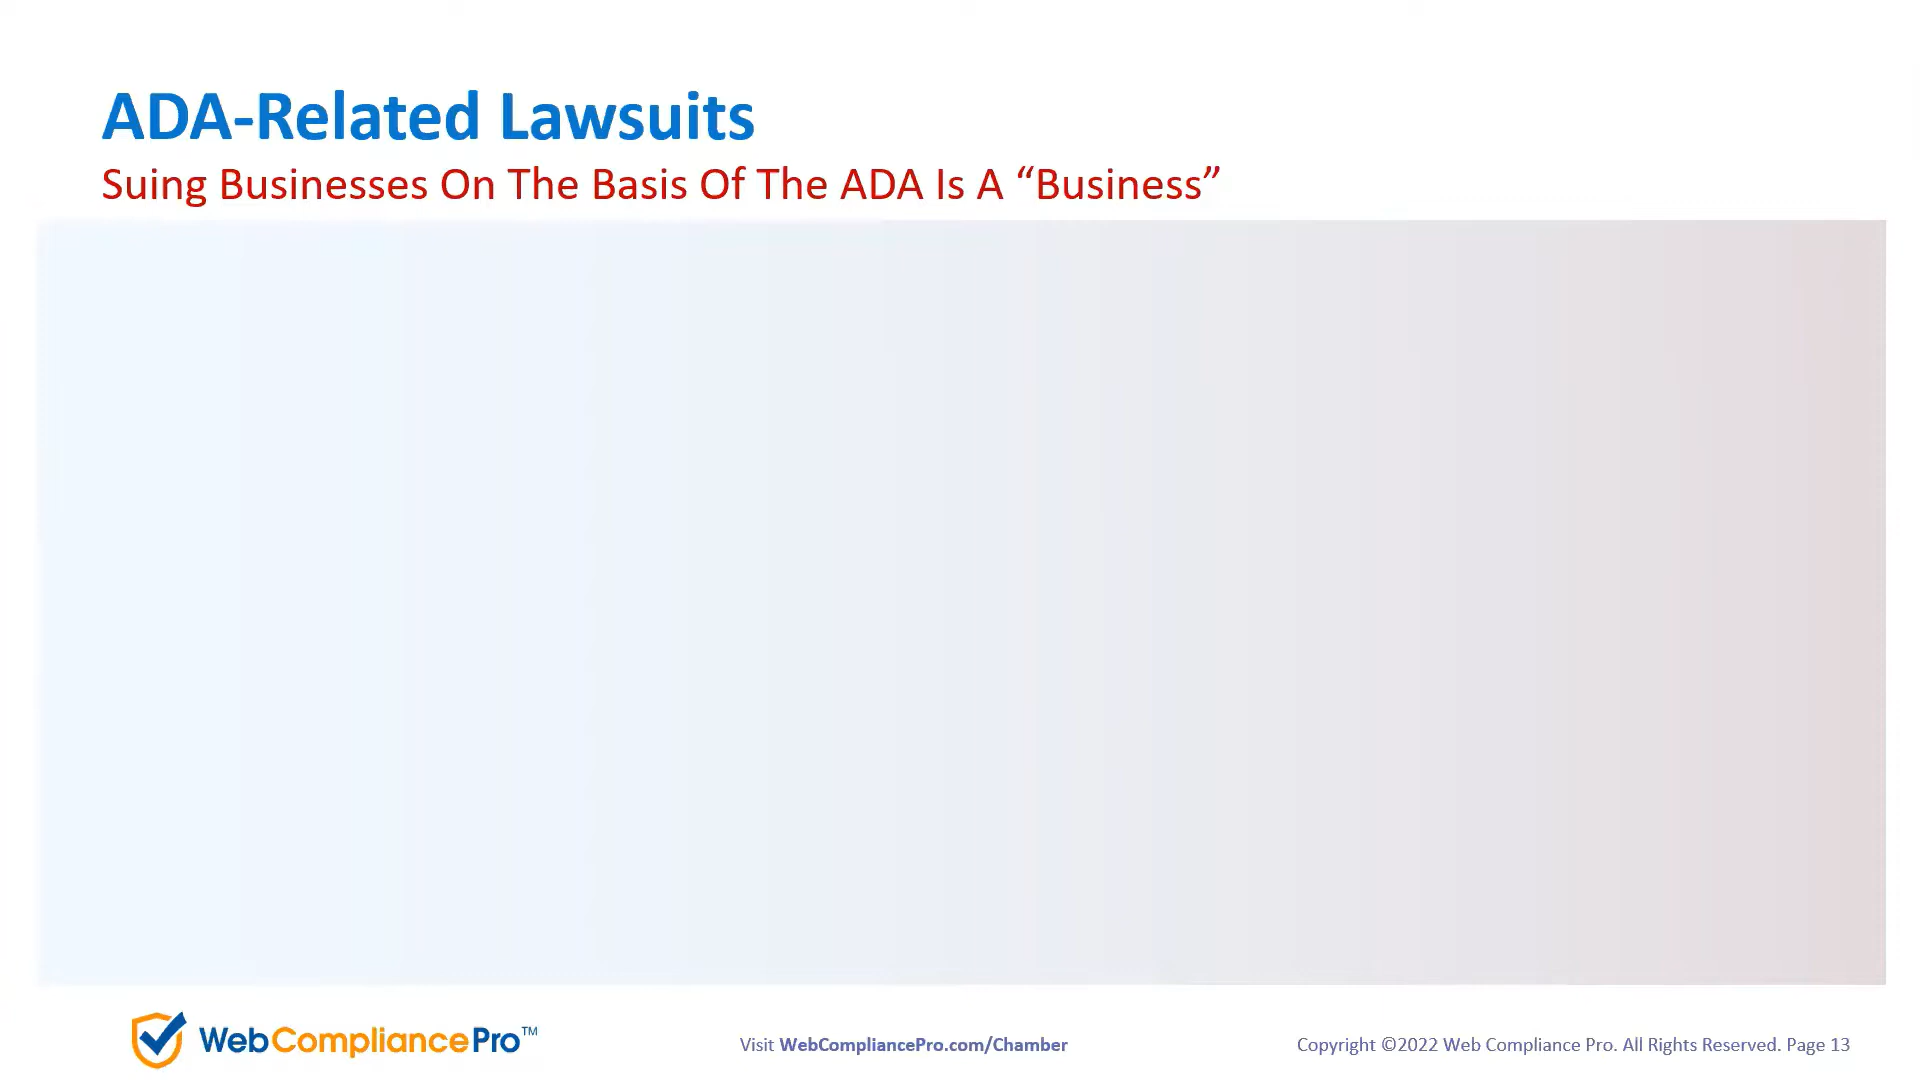 ADA-Related Lawsuits
Suing Businesses On The Basis Of The ADA Is A “Business”
WebCompliancePro™
Visit WebCompliancePro.com/Chamber
Copyright ©2022 Web Compliance Pro. All Rights Reserved. Page 13